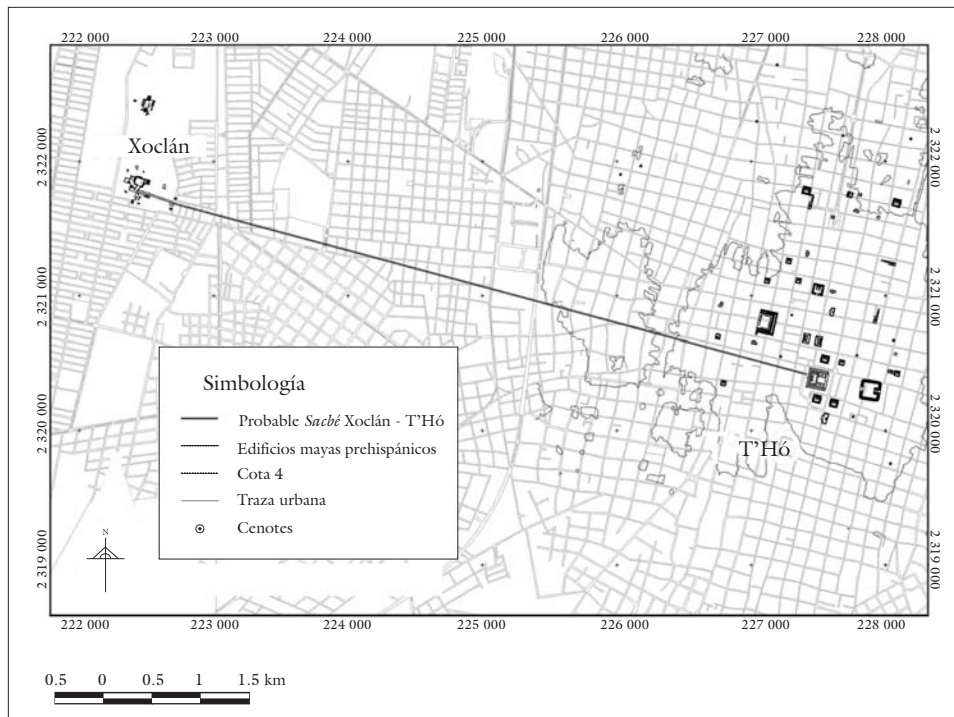 222 000 223 000 224 000 225 000 226 000 227 000 228 000
2 322 000
2 321 000
2 320 000
2 319 000
2 322 000
2 321 000
2 320 000
2 319 000
Xoclán
T'Hó
Simbología
Probable Sacbé Xoclán - T'Hó
Edificios mayas prehispánicos
Cota 4
Traza urbana
Cenotes
N
222 000 223 000 224 000 225 000 226 000 227 000 228 000
0.5 0 0.5 1 1.5 km